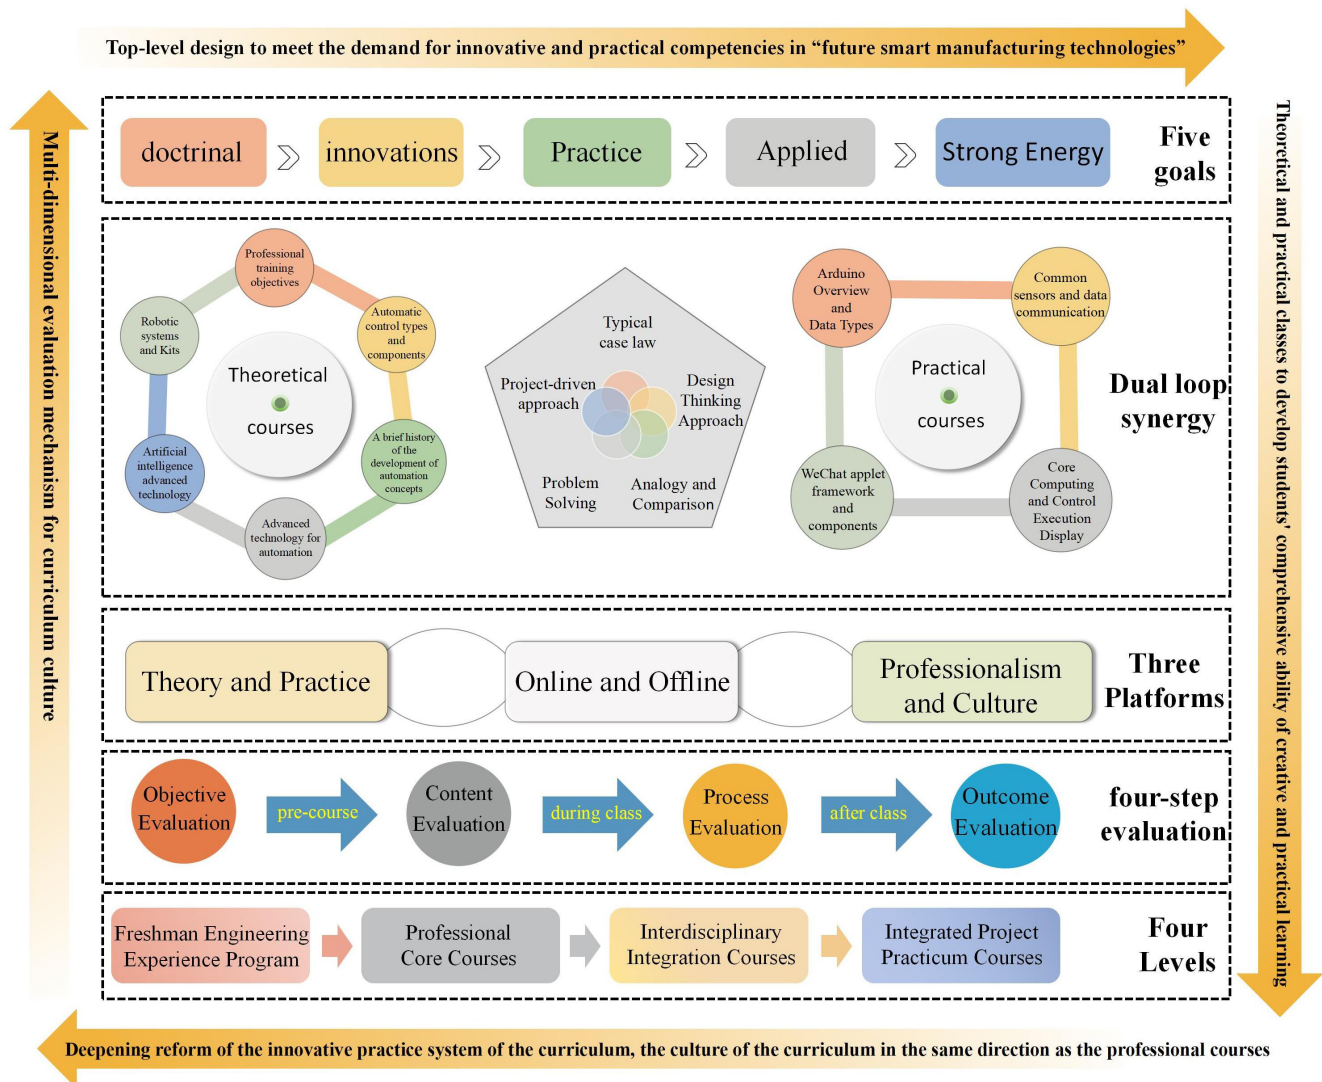 Top-level design to meet the demand for innovative and practical competencies in “future smart manufacturing technologies”
Multi-dimensional evaluation mechanism for curriculum culture
doctrinal
innovations
Practice
Applied
Strong Energy
Five
goals
Professional
training
objectives
Automatic
control types
and
components
A brief history
of the
development of
automation
concepts
Advanced
technology for
automation
Artificial
intelligence
advanced
technology
Robotic
systems
and Kits
Theoretical
courses
Typical
case law
Project-driven
approach
Design
Thinking
Approach
Problem
Solving
Analogy and
Comparison
Arduino
Overview
and
Data Types
Common
sensors and data
communication
Practical
courses
WeChat applet
framework
and
components
Core
Computing
and Control
Execution
Display
Dual loop
synergy
Theory and Practice
Online and Offline
Professionalism
and Culture
Three
Platforms
Objective
Evaluation
pre-course
Content
Evaluation
during class
Process
Evaluation
after class
Outcome
Evaluation
four-step
evaluation
Freshman Engineering
Experience Program
Professional
Core Courses
Interdisciplinary
Integration Courses
Integrated Project
Practicum Courses
Four
Levels
Theoretical and practical classes to develop students' comprehensive ability of creative and practical learning
Deepening reform of the innovative practice system of the curriculum, the culture of the curriculum in the same direction as the professional courses